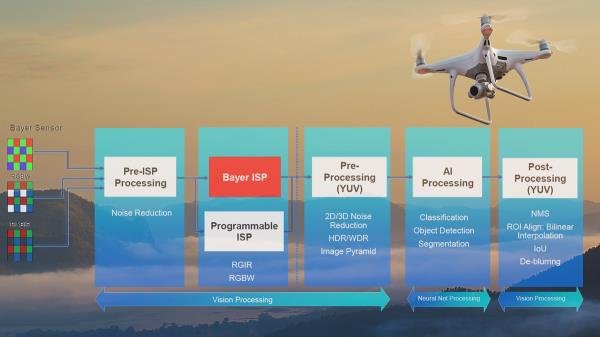 Bayer Sensor
RGBW
Pre-ISP
Processing
Noise Reduction
Bayer ISP
Programmable
ISP
RGIR
RGBW
Pre-
Processing
(YUV)
2D/3D Noise
Reduction
HDR/WDR
Image Pyramid
AI
Processing
Classification
Object Detection
Segmentation
Post-
Processing
(YUV)
NMS
ROI Align: Bilinear
Interpolation
IoU
De-blurring
Vision Processing
Neural Net Processing
Vision Processing